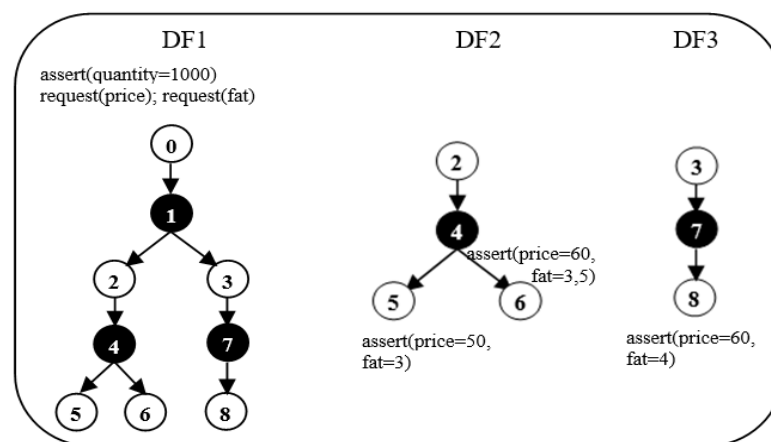 DF1 DF2 DF3
assert(quantity=1000)
request(price); request(fat)
0
2 3
1
4 7
assert(price=60,
fat=3,5)
2 3
5 6 8
assert(price=50,
fat=3)
assert(price=60,
fat=4)
4 7
5 6 8